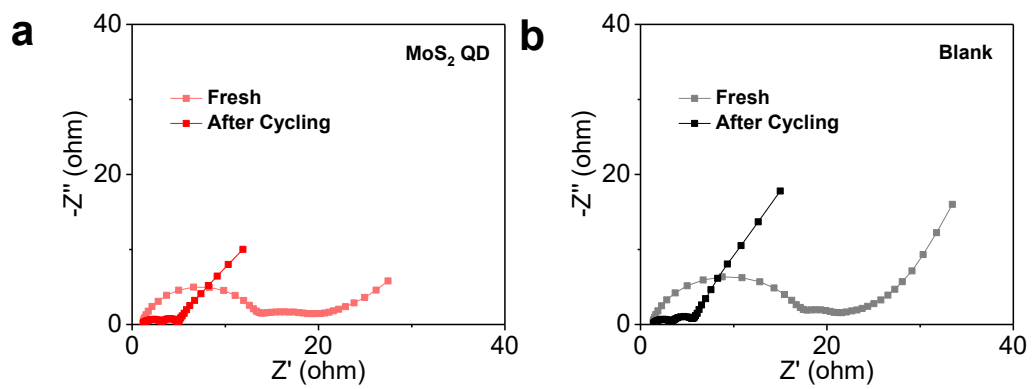 a
MoS₂ QD
Fresh
After Cycling
-Z'' (ohm)
40
20
0
0
20
40
Z' (ohm)
b
Blank
Fresh
After Cycling
-Z'' (ohm)
40
20
0
0
20
40
Z' (ohm)